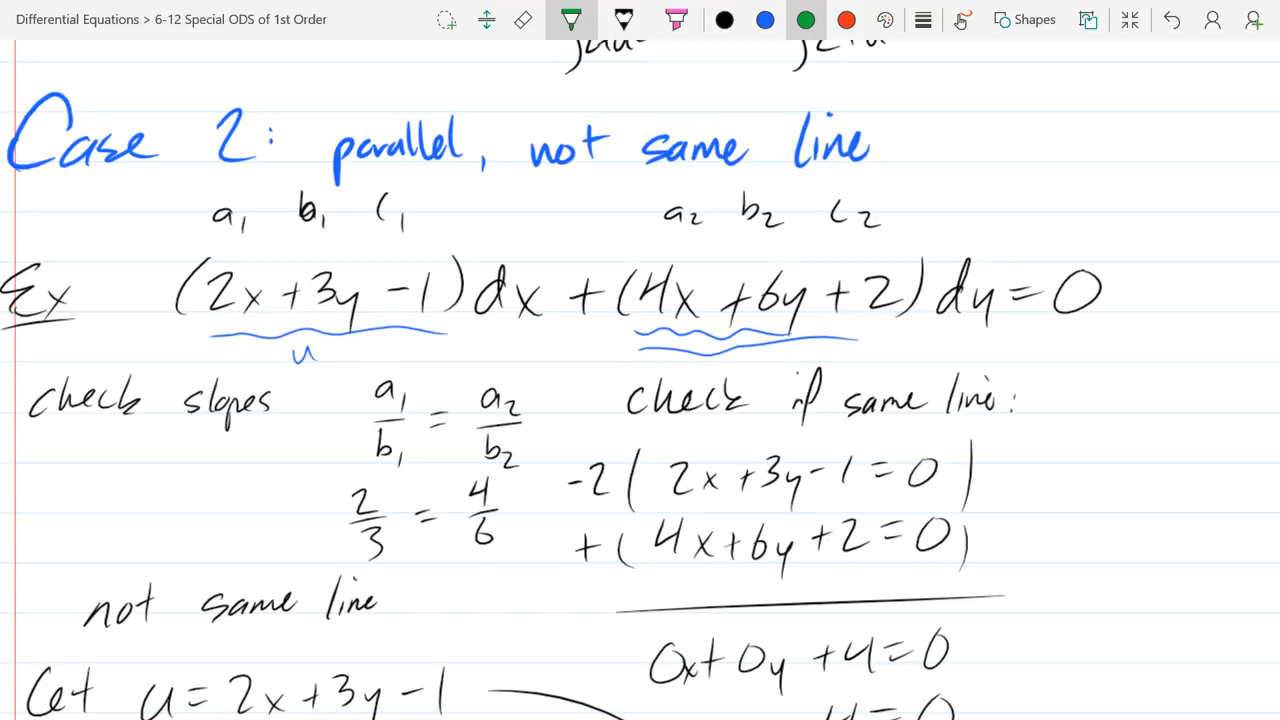 Differential Equations > 6-12 Special ODS of 1st Order
Shapes
Case 2: parallel, not same line
a₁ b₁ c₁ a₂ b₂ c₂
Ex (2x+3y-1)dx+(4x+6y+2)dy=0
u
check slopes a₁/b₁ = a₂/b₂ check if same line:
2/3 = 4/6 -2(2x+3y-1=0)
+(4x+6y+2=0)
not same line
0x+0y+4=0
Let u=2x+3y-1
4=0